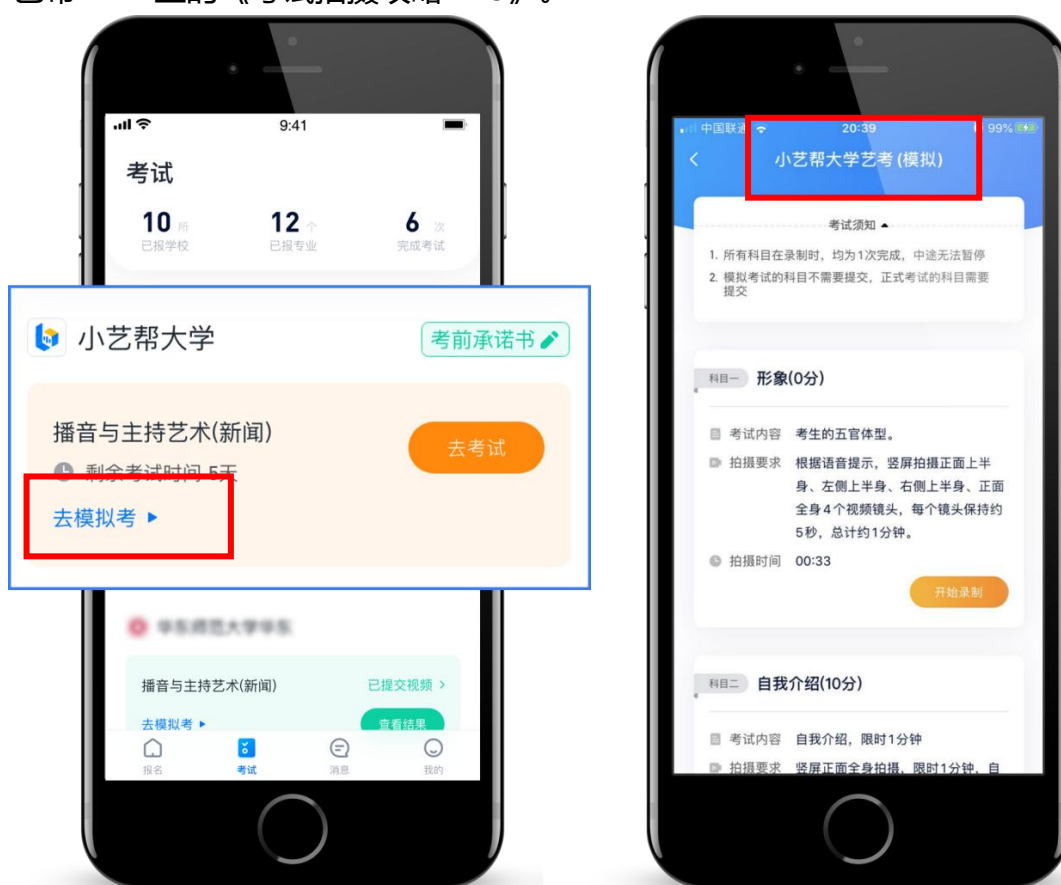 9:41
考试
10 所
12 个
6 次
已报学校
已报专业
完成考试
小艺帮大学
考前承诺书
播音与主持艺术(新闻)
去考试
剩余考试时间 5天
去模拟考
播音与主持艺术(新闻)
已提交视频 >
去模拟考
查看结果
报名
考试
消息
我的
中国联通
20:39
99%
小艺帮大学艺考(模拟)
考试须知
1. 所有科目在录制时，均为1次完成，中途无法暂停
2. 模拟考试的科目不需要提交，正式考试的科目需要
提交
科目一 形象(0分)
考试内容 考生的五官体型。
拍摄要求 根据语音提示，竖屏拍摄正面上半
身、左侧上半身、右侧上半身、正面
全身4个视频镜头，每个镜头保持约
5秒，总计约1分钟。
拍摄时间 00:33
开始录制
科目二 自我介绍(10分)
考试内容 自我介绍，限时1分钟
拍摄要求 竖屏正面全身拍摄，限时1分钟，自